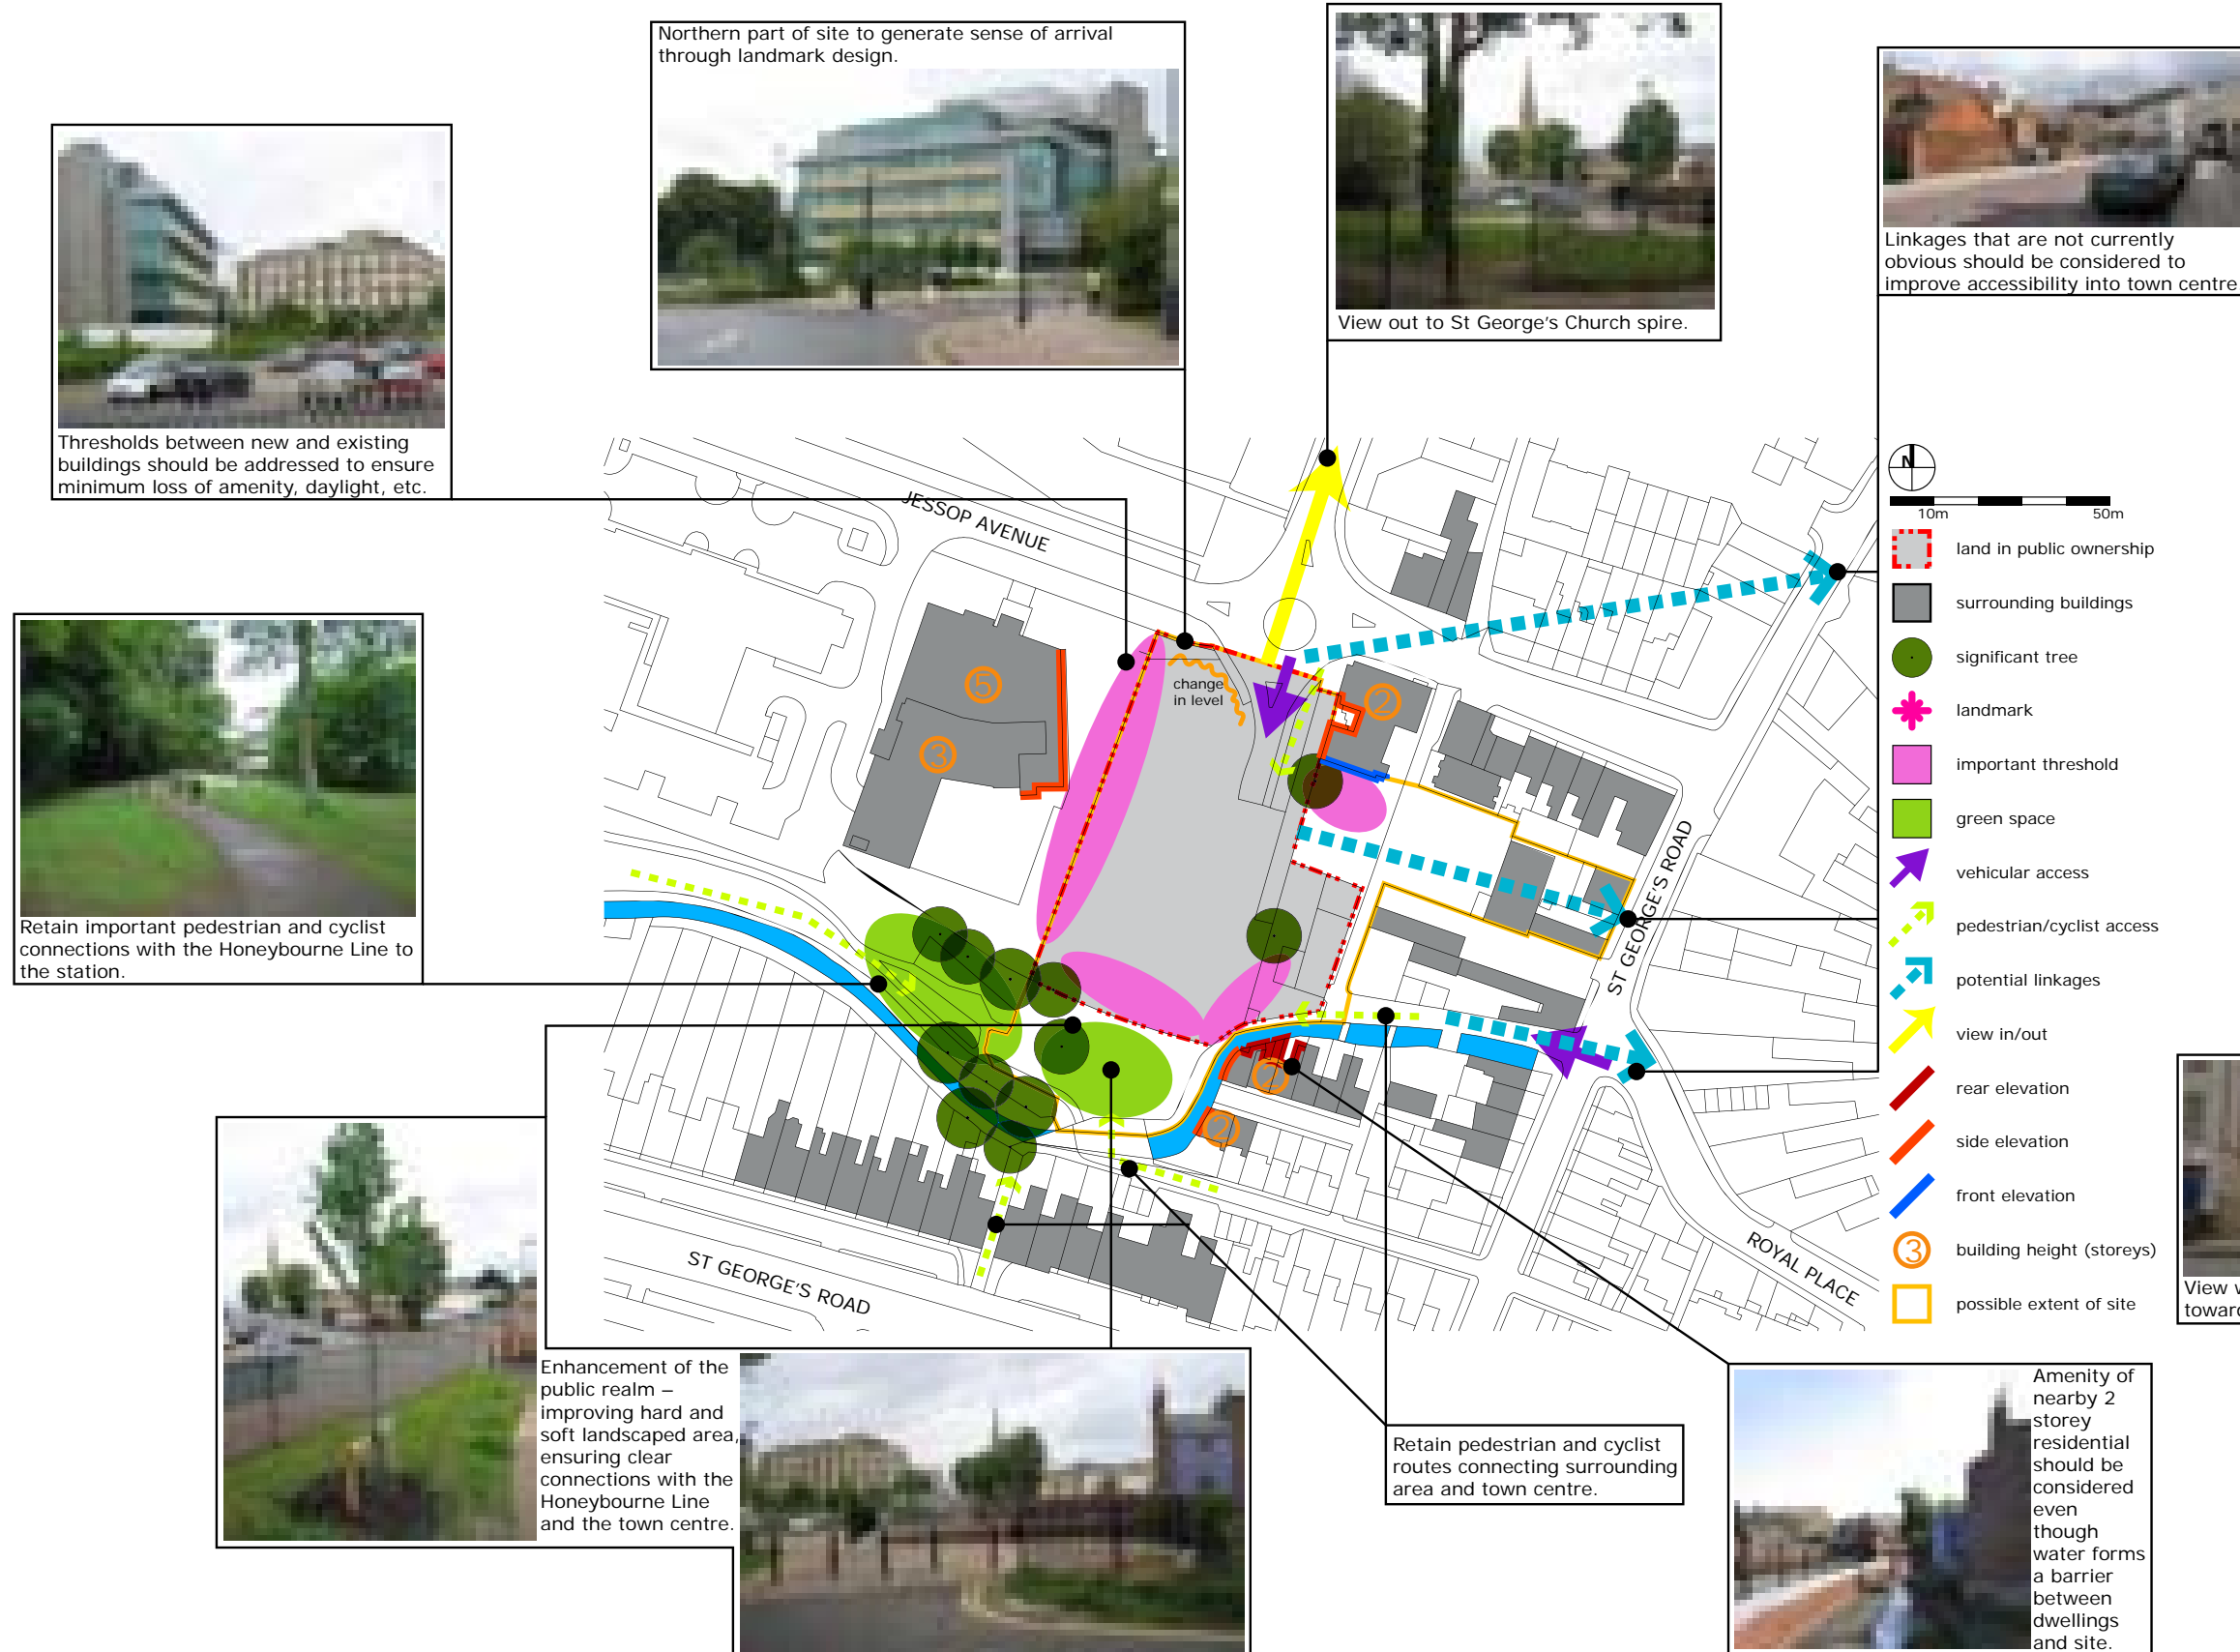 Northern part of site to generate sense of arrival
through landmark design.
View out to St George's Church spire.
Linkages that are not currently
obvious should be considered to
improve accessibility into town centre
Thresholds between new and existing
buildings should be addressed to ensure
minimum loss of amenity, daylight, etc.
Retain important pedestrian and cyclist
connections with the Honeybourne Line to
the station.
JESSOP AVENUE
change
in level
5
3
2
2
2
ST GEORGE'S ROAD
ST GEORGE'S ROAD
ROYAL PLACE
N
10m 50m
land in public ownership
surrounding buildings
significant tree
landmark
important threshold
green space
vehicular access
pedestrian/cyclist access
potential linkages
view in/out
rear elevation
side elevation
front elevation
3 building height (storeys)
possible extent of site
View
toward
Enhancement of the
public realm –
improving hard and
soft landscaped area,
ensuring clear
connections with the
Honeybourne Line
and the town centre.
Retain pedestrian and cyclist
routes connecting surrounding
area and town centre.
Amenity of
nearby 2
storey
residential
should be
considered
even
though
water forms
a barrier
between
dwellings
and site.